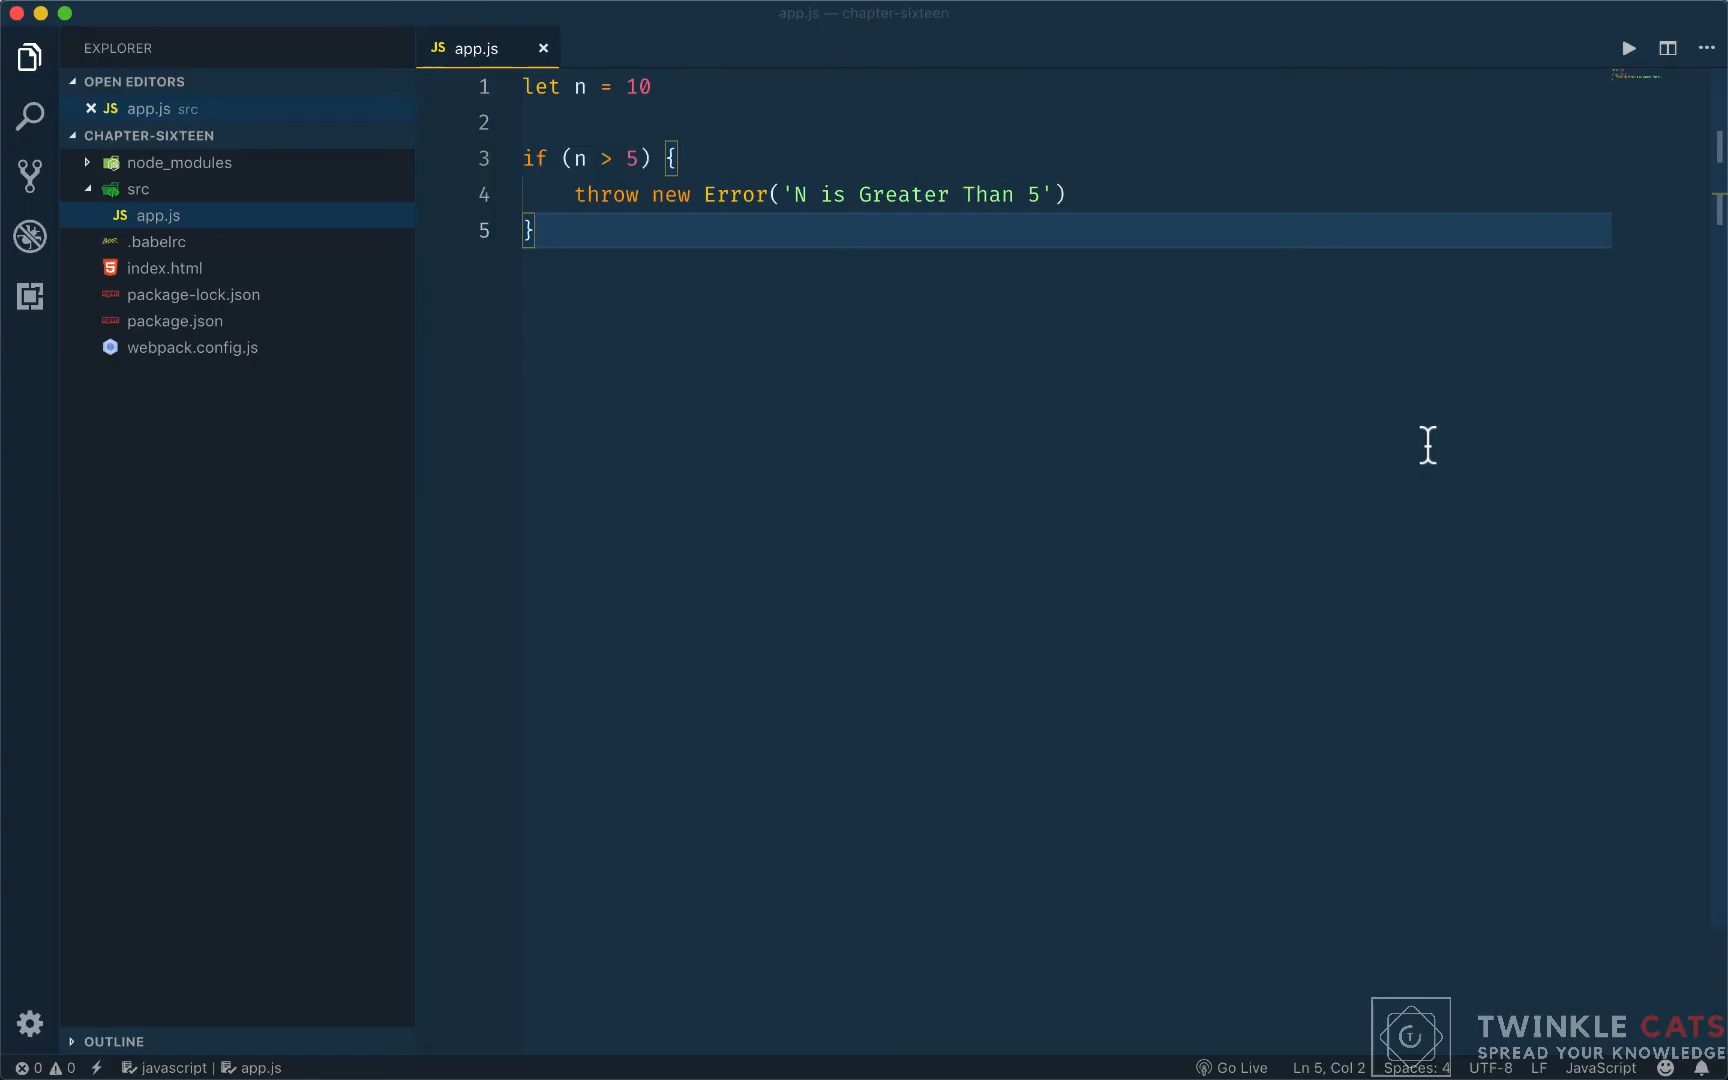 app.js — chapter-sixteen
EXPLORER
OPEN EDITORS
JS app.js src
CHAPTER-SIXTEEN
node_modules
src
JS app.js
.babelrc
index.html
package-lock.json
package.json
webpack.config.js
OUTLINE
JS app.js
1 let n = 10
2
3 if (n > 5) {
4 throw new Error('N is Greater Than 5')
5 }
TWINKLE CATS
SPREAD YOUR KNOWLEDGE
0 0 javascript | app.js Go Live Ln 5, Col 2 Spaces: 4 UTF-8 LF JavaScript